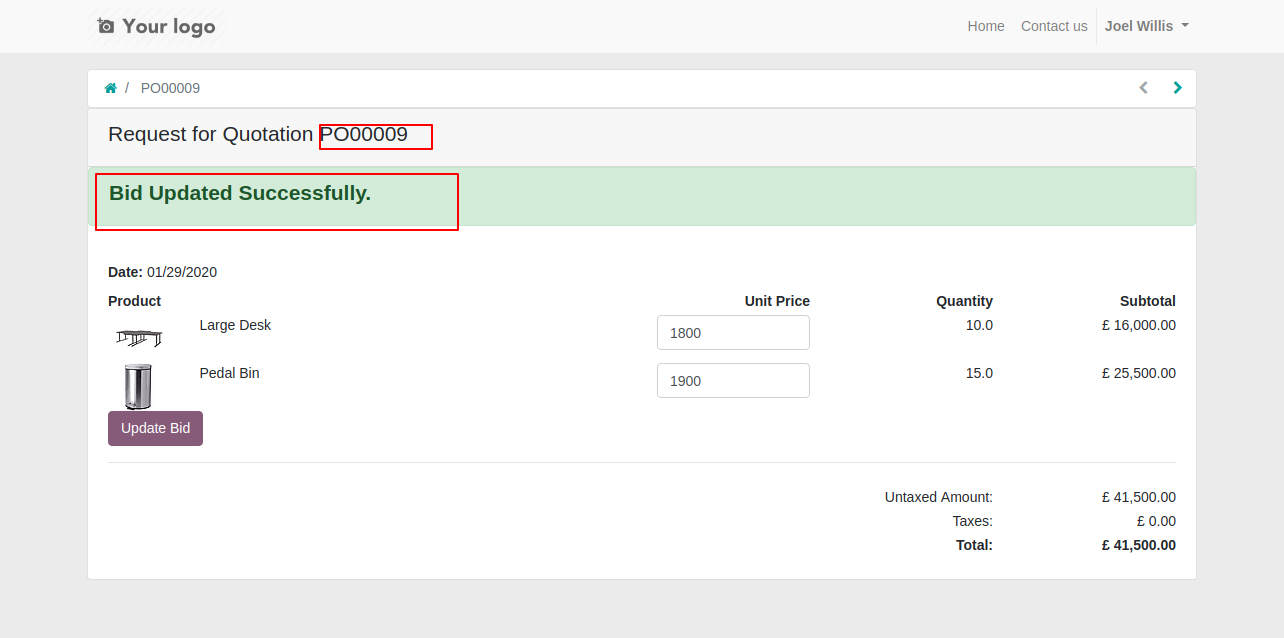 Your logo
Home Contact us Joel Willis
/ PO00009
Request for Quotation PO00009
Bid Updated Successfully.
Date: 01/29/2020
Product Unit Price Quantity Subtotal
Large Desk 1800 10.0 £ 16,000.00
Pedal Bin 1900 15.0 £ 25,500.00
Update Bid
Untaxed Amount: £ 41,500.00
Taxes: £ 0.00
Total: £ 41,500.00